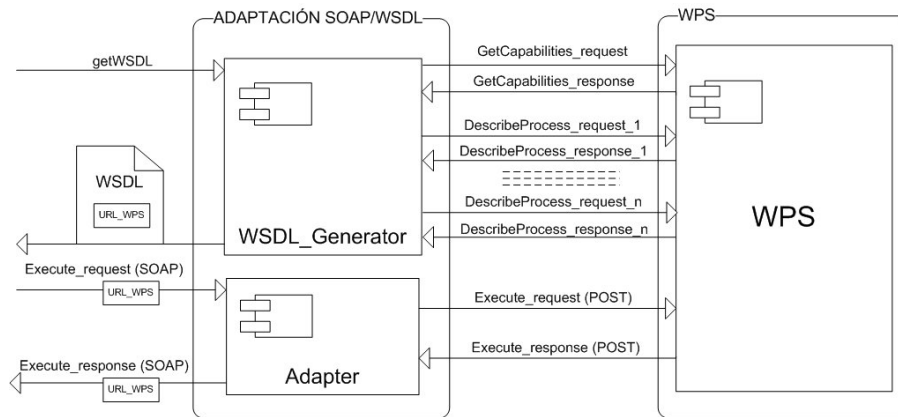 ADAPTACIÓN SOAP/WSDL
WPS
getWSDL
GetCapabilities_request
GetCapabilities_response
DescribeProcess_request_1
DescribeProcess_response_1
WSDL
URL_WPS
DescribeProcess_request_n
WPS
WSDL_Generator
DescribeProcess_response_n
Execute_request (SOAP)
URL_WPS
Execute_request (POST)
Execute_response (POST)
Execute_response (SOAP)
Adapter
URL_WPS